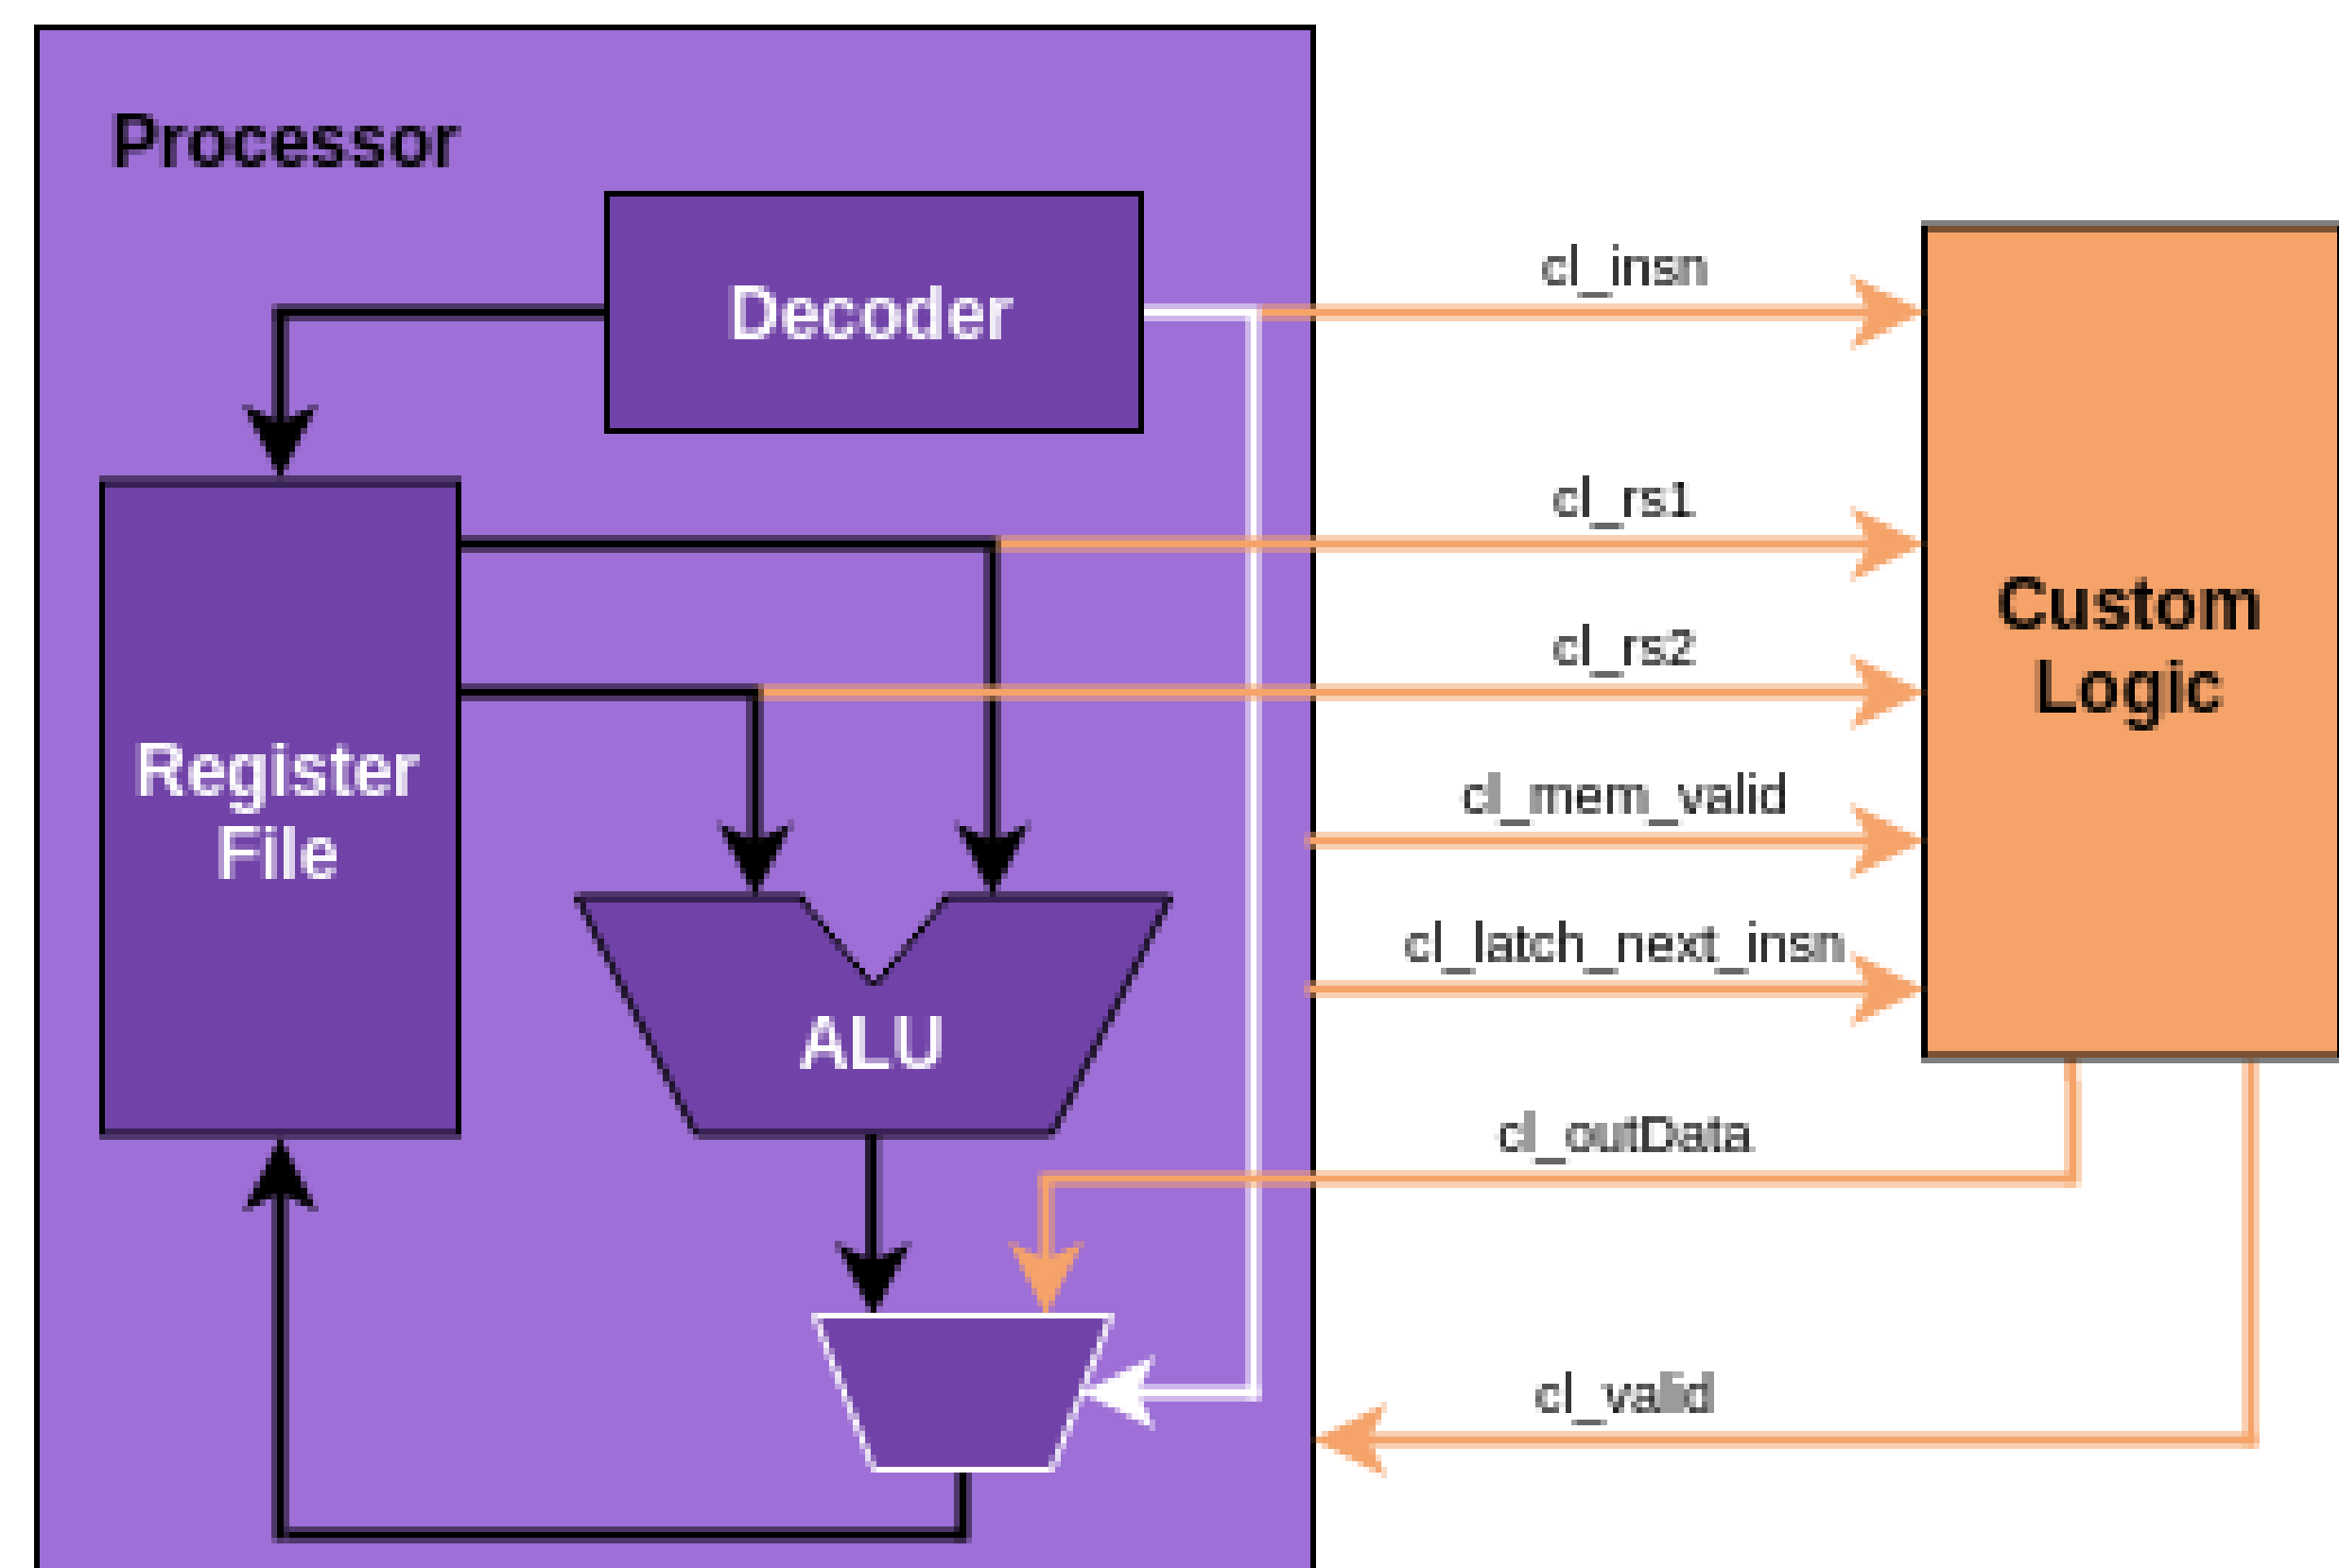 Processor
Decoder
cl_insn
cl_rs1
Custom
Logic
cl_rs2
Register
File
cl_mem_valid
cl_latch_next_insn
ALU
cl_outData
cl_valid